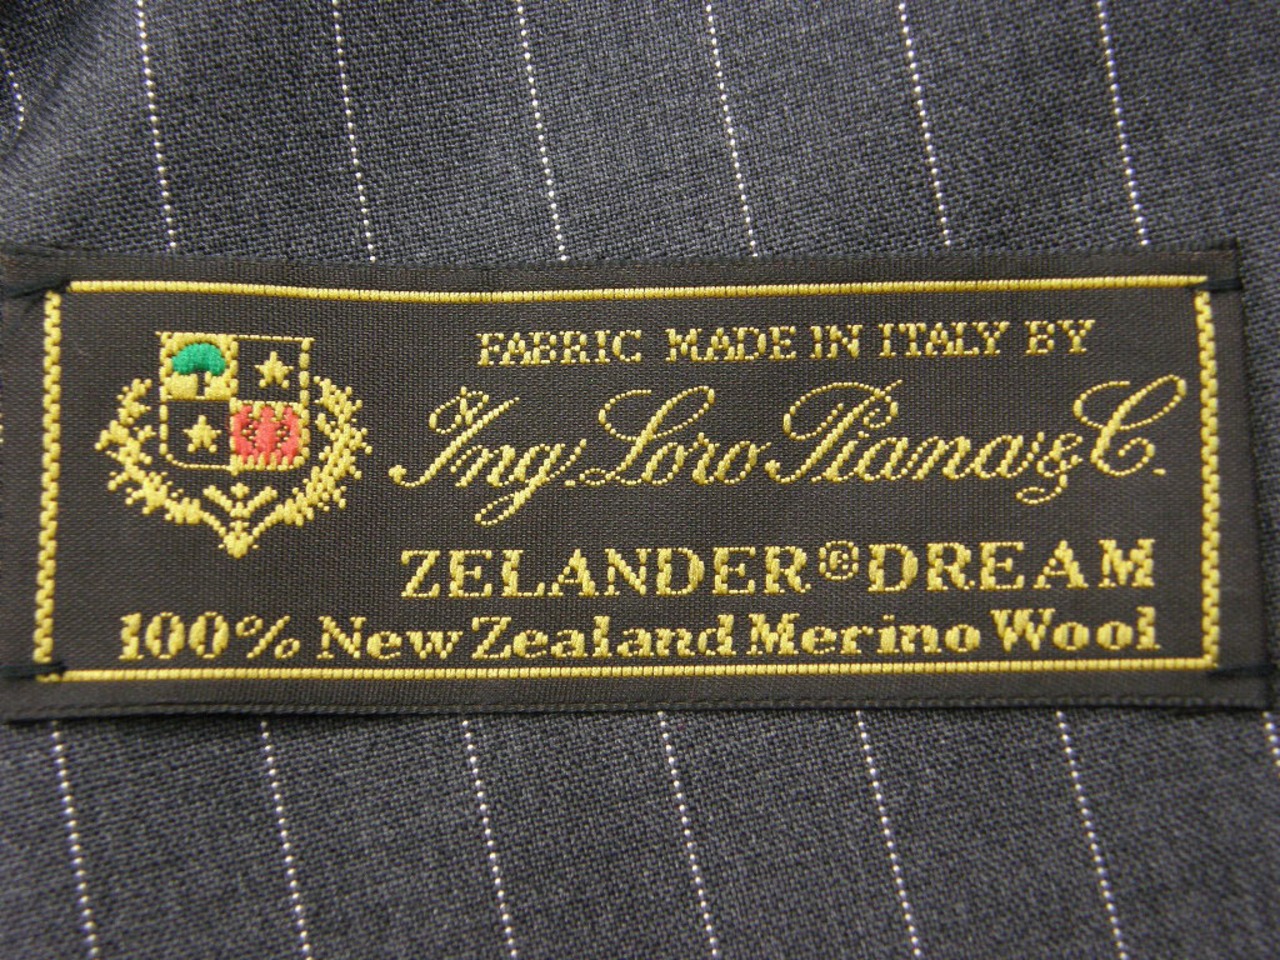 FABRIC MADE IN ITALY BY
Ing. Loro Piana & C.
ZELANDER®DREAM
100% New Zealand Merino Wool